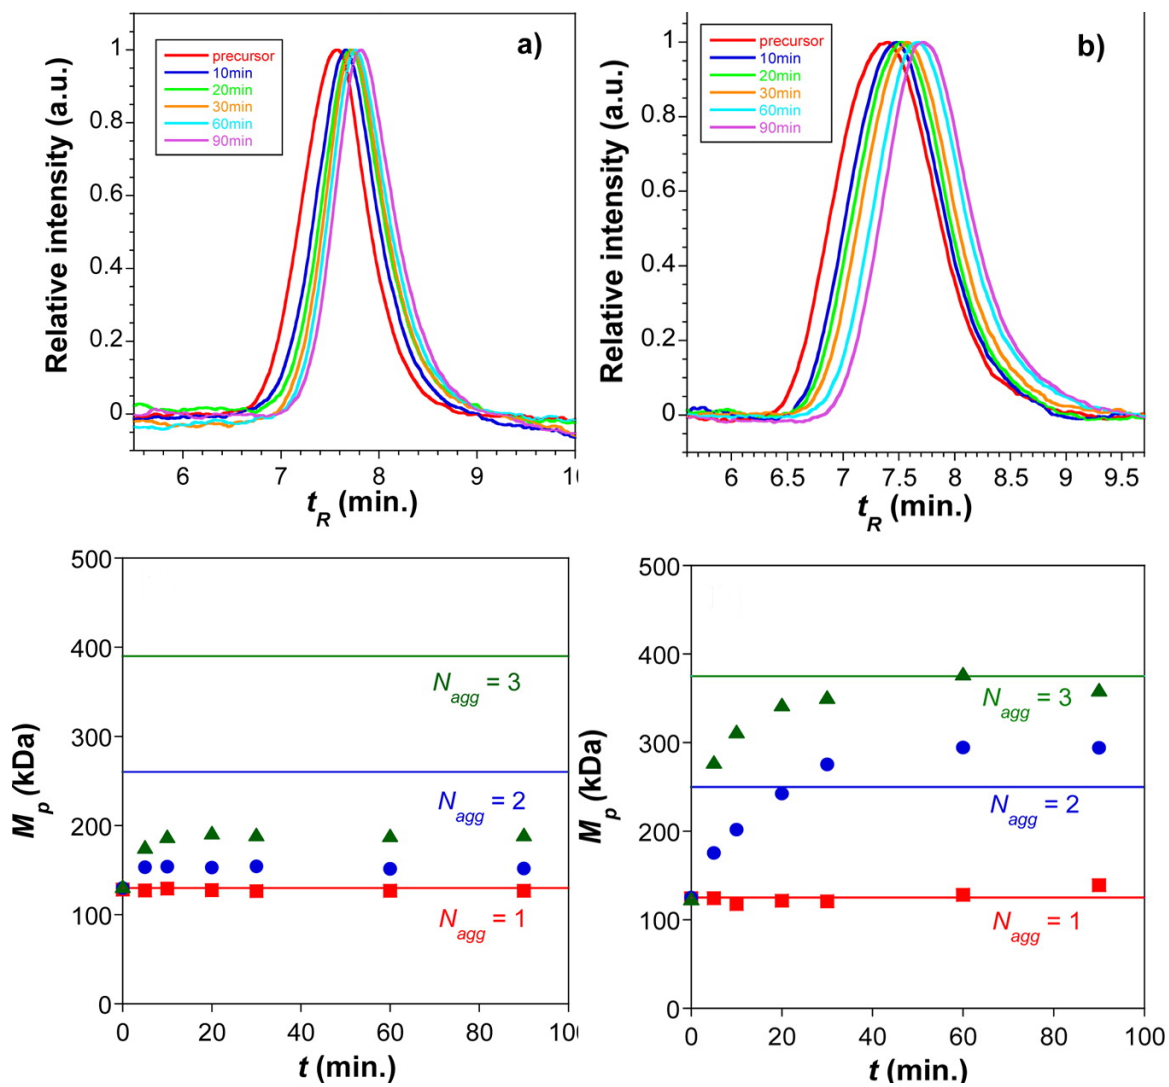 a)
precursor
10min
20min
30min
60min
90min
Relative intensity (a.u.)
1
0.8
0.6
0.4
0.2
0
6
7
8
9
10
t_R (min.)
b)
precursor
10min
20min
30min
60min
90min
Relative intensity (a.u.)
1
0.8
0.6
0.4
0.2
0
6
6.5
7
7.5
8
8.5
9
9.5
t_R (min.)
500
400
300
200
100
0
M_p (kDa)
N_agg = 3
N_agg = 2
N_agg = 1
0
20
40
60
80
100
t (min.)
500
400
300
200
100
0
M_p (kDa)
N_agg = 3
N_agg = 2
N_agg = 1
0
20
40
60
80
100
t (min.)